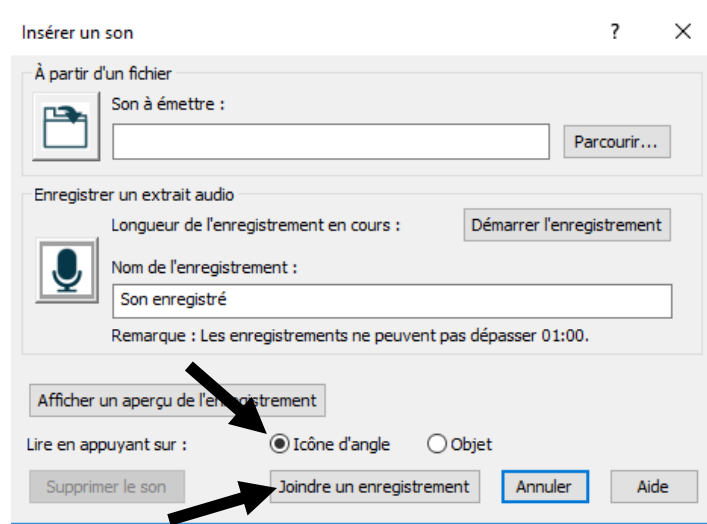 Insérer un son ?
À partir d'un fichier
Son à émettre :
Parcourir...
Enregistrer un extrait audio
Longueur de l'enregistrement en cours : Démarrer l'enregistrement
Nom de l'enregistrement :
Son enregistré
Remarque : Les enregistrements ne peuvent pas dépasser 01:00.
Afficher un aperçu de l'enregistrement
Lire en appuyant sur : Icône d'angle Objet
Supprimer le son Joindre un enregistrement Annuler Aide